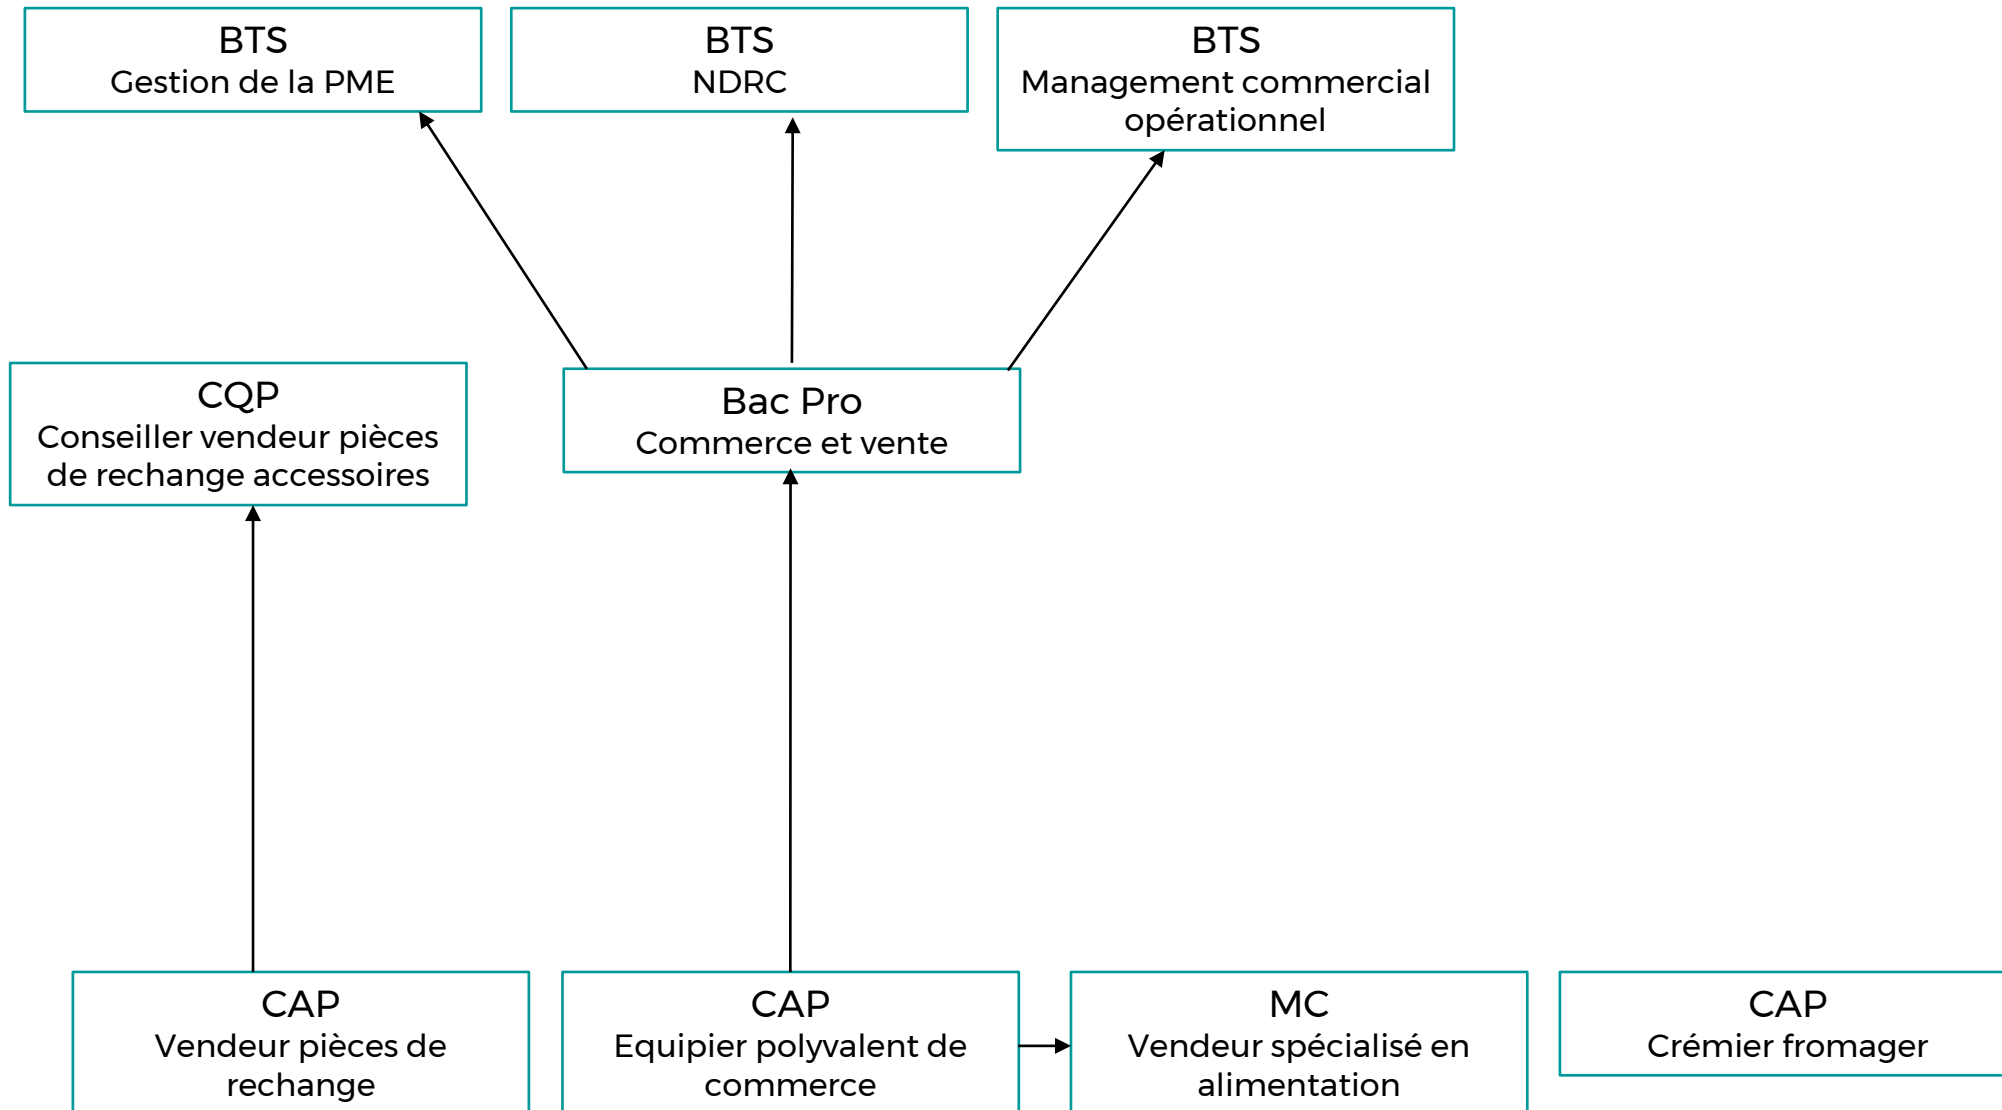 BTS
Gestion de la PME
BTS
NDRC
BTS
Management commercial
opérationnel
CQP
Conseiller vendeur pièces
de rechange accessoires
Bac Pro
Commerce et vente
CAP
Vendeur pièces de
rechange
CAP
Equipier polyvalent de
commerce
MC
Vendeur spécialisé en
alimentation
CAP
Crémier fromager